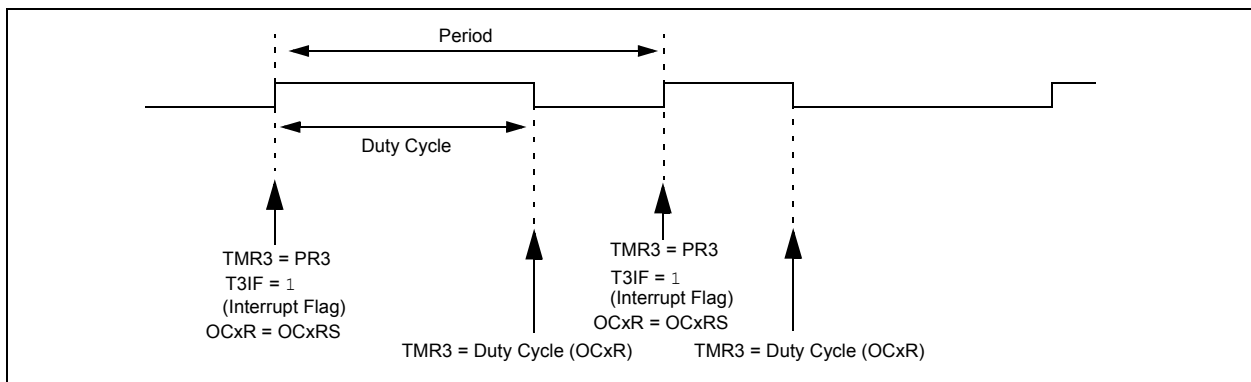 Period
Duty Cycle
TMR3 = PR3
T3IF = 1
(Interrupt Flag)
OCxR = OCxRS
TMR3 = Duty Cycle (OCxR)
TMR3 = PR3
T3IF = 1
(Interrupt Flag)
OCxR = OCxRS
TMR3 = Duty Cycle (OCxR)